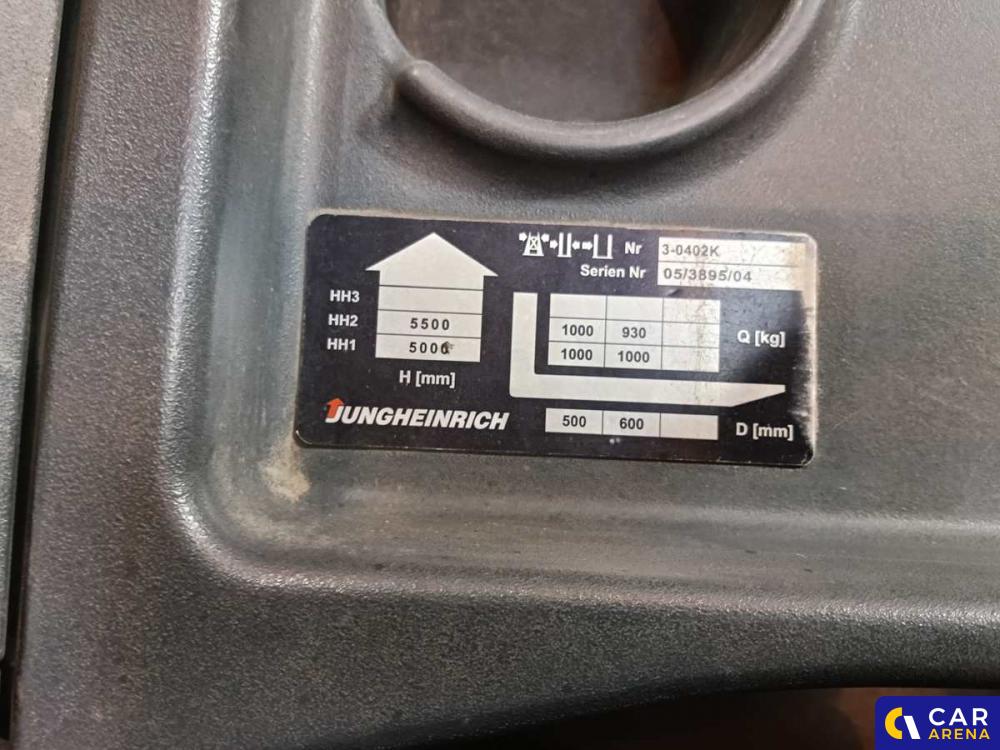 Nr 3-0402K
Serien Nr 05/3895/04
HH3
HH2 5500 1000 930 Q [kg]
HH1 5000 1000 1000
H [mm]
JUNGHEINRICH 500 600 D [mm]
CAR
ARENA